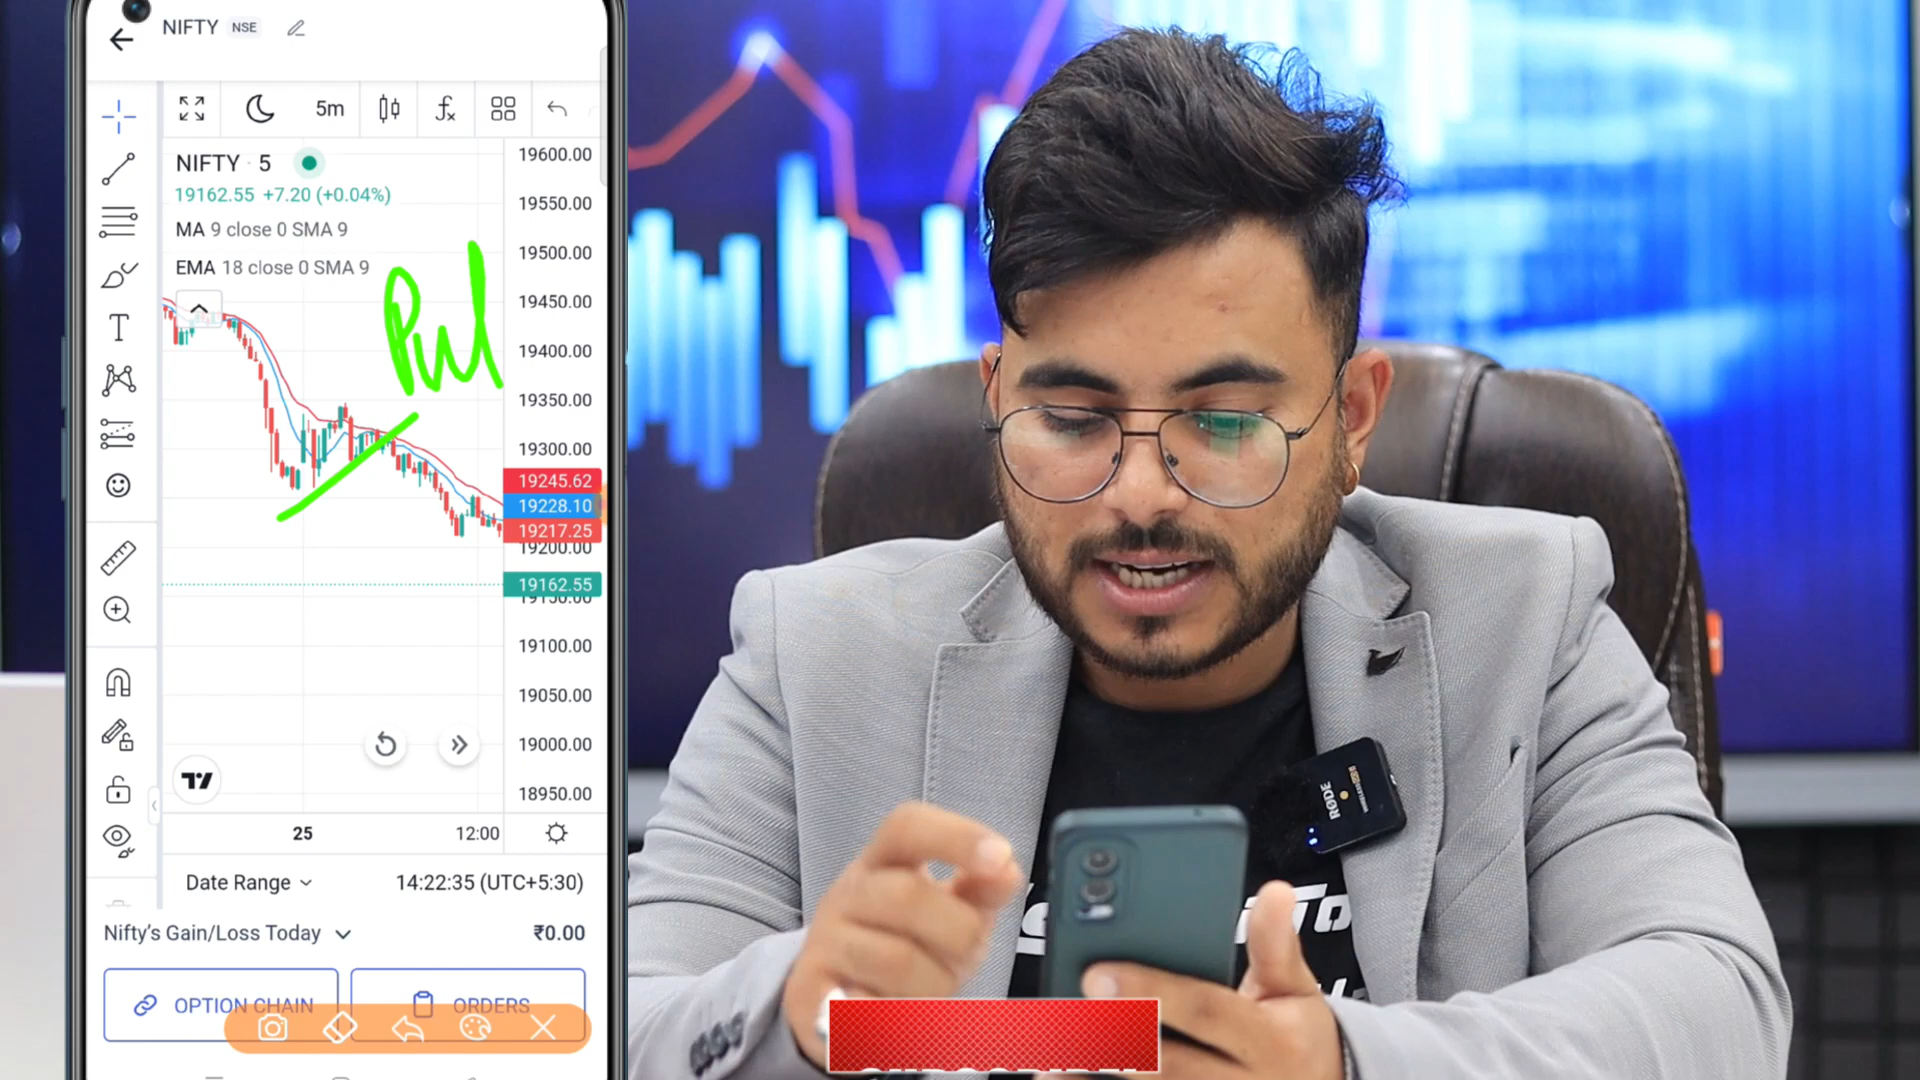 NIFTY NSE
5m
NIFTY · 5
19162.55 +7.20 (+0.04%)
MA 9 close 0 SMA 9
EMA 18 close 0 SMA 9
19600.00
19550.00
19500.00
19450.00
19400.00
19350.00
19300.00
19245.62
19228.10
19217.25
19200.00
19162.55
19150.00
19100.00
19050.00
19000.00
18950.00
25 12:00
Date Range 14:22:35 (UTC+5:30)
Nifty’s Gain/Loss Today ₹0.00
OPTION CHAIN ORDERS
RØDE